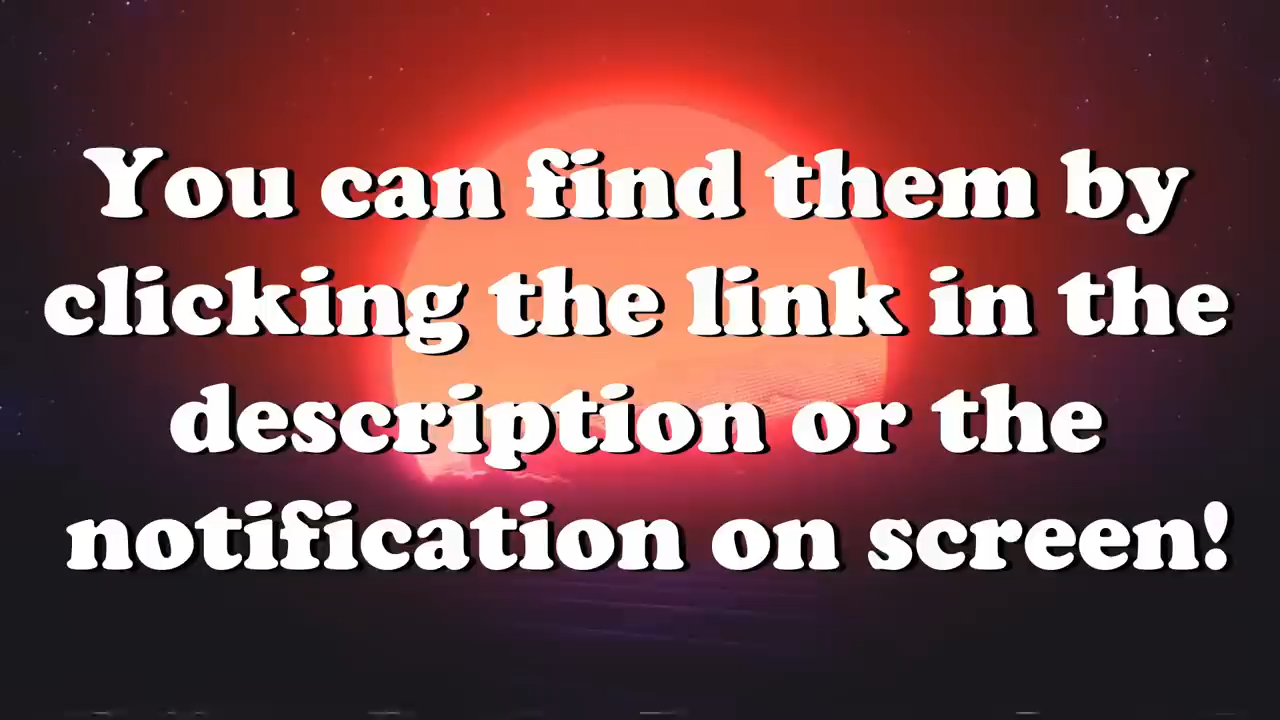 You can find them by
clicking the link in the
description or the
notification on screen!